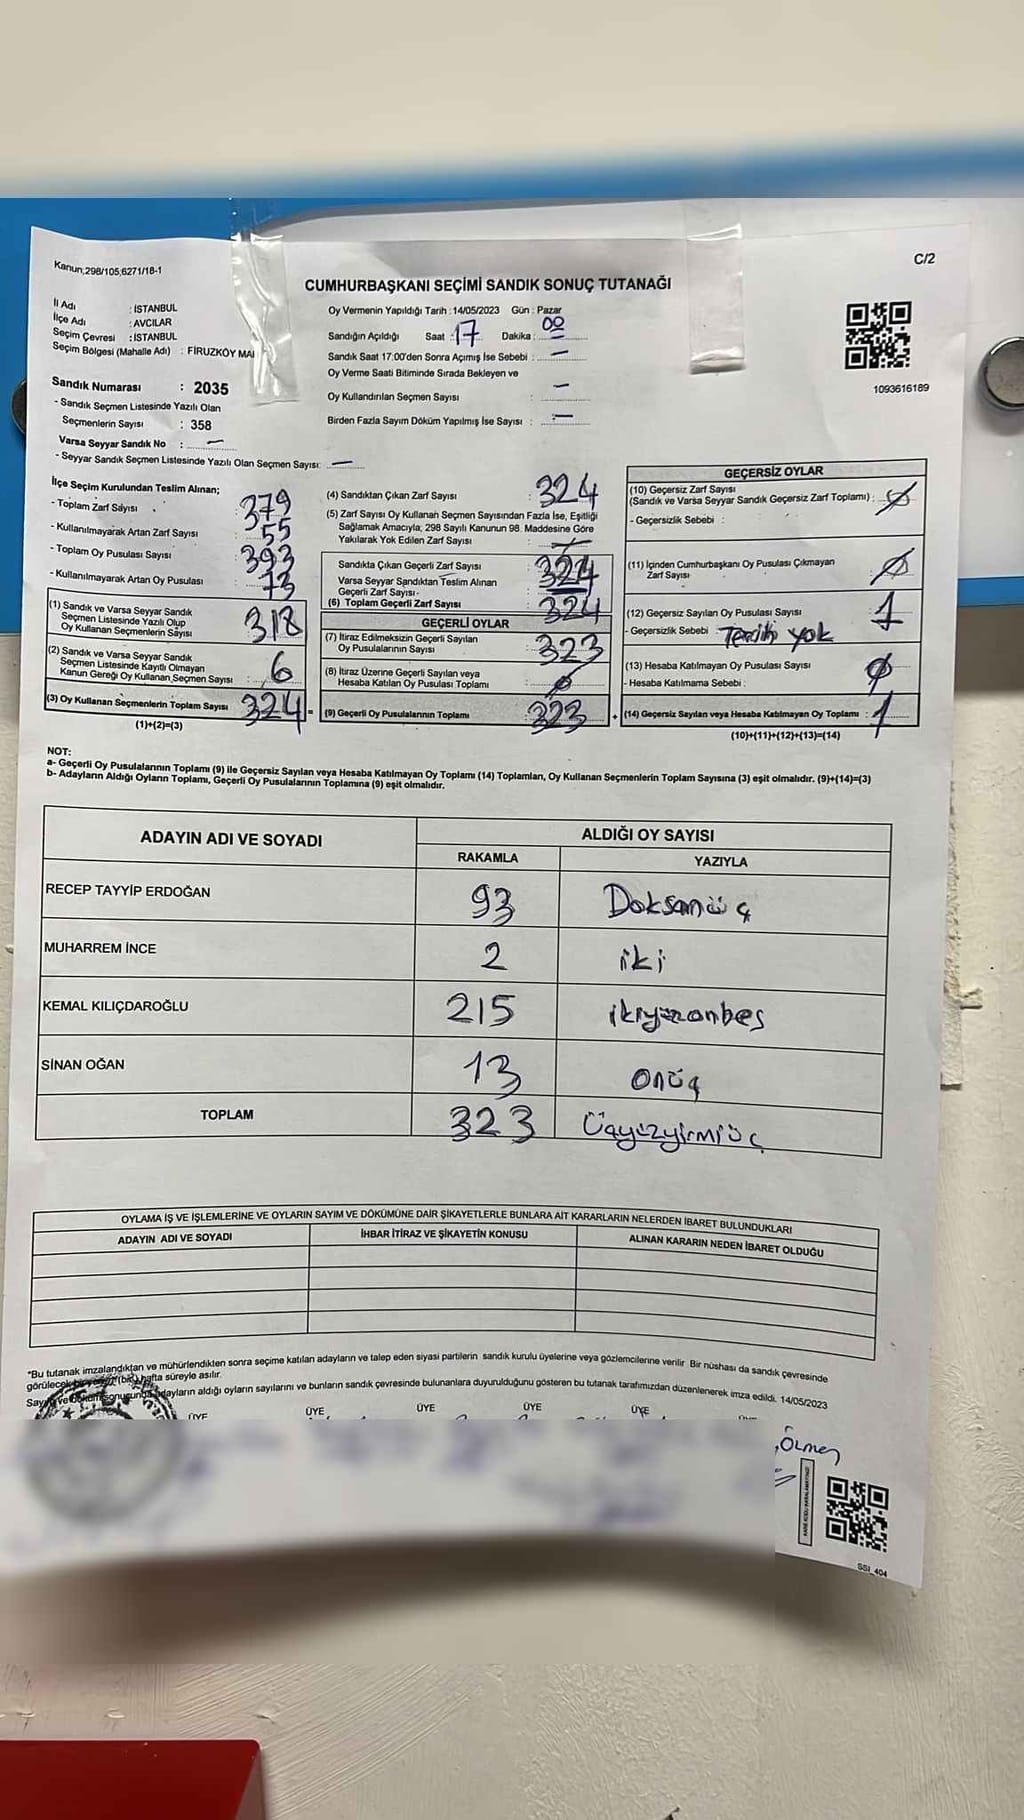 Kanun;298/105,6271/18-1
C/2
CUMHURBAŞKANI SEÇİMİ SANDIK SONUÇ TUTANAĞI
İl Adı : İSTANBUL
İlçe Adı : AVCILAR
Seçim Çevresi : İSTANBUL
Seçim Bölgesi (Mahalle Adı) : FİRUZKÖY MA
Sandık Numarası : 2035
- Sandık Seçmen Listesinde Yazılı Olan
Seçmenlerin Sayısı : 358
Varsa Seyyar Sandık No : —
- Seyyar Sandık Seçmen Listesinde Yazılı Olan Seçmen Sayısı: —
Oy Vermenin Yapıldığı Tarih : 14/05/2023 Gün : Pazar
Sandığın Açıldığı Saat : 17 Dakika : 00
Sandık Saat 17:00'den Sonra Açımış İse Sebebi : —
Oy Verme Saati Bitiminde Sırada Bekleyen ve
Oy Kullandırılan Seçmen Sayısı : —
Birden Fazla Sayım Döküm Yapılmış İse Sayısı : —
1093616189
İlçe Seçim Kurulundan Teslim Alınan;
- Toplam Zarf Sayısı : 379
- Kullanılmayarak Artan Zarf Sayısı : 55
- Toplam Oy Pusulası Sayısı : 393
- Kullanılmayarak Artan Oy Pusulası : 73
(1) Sandık ve Varsa Seyyar Sandık
Seçmen Listesinde Yazılı Olup
Oy Kullanan Seçmenlerin Sayısı : 318
(2) Sandık ve Varsa Seyyar Sandık
Seçmen Listesinde Kayıtlı Olmayan
Kanun Gereği Oy Kullanan Seçmen Sayısı : 6
(3) Oy Kullanan Seçmenlerin Toplam Sayısı : 324
(1)+(2)=(3)
(4) Sandıktan Çıkan Zarf Sayısı : 324
(5) Zarf Sayısı Oy Kullanan Seçmen Sayısından Fazla İse, Eşitliği
Sağlamak Amacıyla; 298 Sayılı Kanunun 98. Maddesine Göre
Yakılarak Yok Edilen Zarf Sayısı : —
Sandıkta Çıkan Geçerli Zarf Sayısı : 324
Varsa Seyyar Sandıktan Teslim Alınan
Geçerli Zarf Sayısı :
(6) Toplam Geçerli Zarf Sayısı : 324
GEÇERLİ OYLAR
(7) İtiraz Edilmeksizin Geçerli Sayılan
Oy Pusulalarının Sayısı : 323
(8) İtiraz Üzerine Geçerli Sayılan veya
Hesaba Katılan Oy Pusulası Toplamı : Ø
(9) Geçerli Oy Pusulalarının Toplamı : 323
GEÇERSİZ OYLAR
(10) Geçersiz Zarf Sayısı
(Sandık ve Varsa Seyyar Sandık Geçersiz Zarf Toplamı) : Ø
- Geçersizlik Sebebi :
(11) İçinden Cumhurbaşkanı Oy Pusulası Çıkmayan
Zarf Sayısı : Ø
(12) Geçersiz Sayılan Oy Pusulası Sayısı : 1
- Geçersizlik Sebebi : Tercih yok
(13) Hesaba Katılmayan Oy Pusulası Sayısı : Ø
- Hesaba Katılmama Sebebi :
(14) Geçersiz Sayılan veya Hesaba Katılmayan Oy Toplamı : 1
(10)+(11)+(12)+(13)=(14)
NOT:
a- Geçerli Oy Pusulalarının Toplamı (9) ile Geçersiz Sayılan veya Hesaba Katılmayan Oy Toplamı (14) Toplamları, Oy Kullanan Seçmenlerin Toplam Sayısına (3) eşit olmalıdır. (9)+(14)=(3)
b- Adayların Aldığı Oyların Toplamı, Geçerli Oy Pusulalarının Toplamına (9) eşit olmalıdır.
ADAYIN ADI VE SOYADI
ALDIĞI OY SAYISI
RAKAMLA YAZIYLA
RECEP TAYYİP ERDOĞAN 93 Doksanüç
MUHARREM İNCE 2 iki
KEMAL KILIÇDAROĞLU 215 ikiyüzonbeş
SİNAN OĞAN 13 onüç
TOPLAM 323 Üçyüzyirmiüç
OYLAMA İŞ VE İŞLEMLERİNE VE OYLARIN SAYIM VE DÖKÜMÜNE DAİR ŞİKAYETLERLE BUNLARA AİT KARARLARIN NELERDEN İBARET BULUNDUKLARI
ADAYIN ADI VE SOYADI İHBAR İTİRAZ VE ŞİKAYETİN KONUSU ALINAN KARARIN NEDEN İBARET OLDUĞU
*Bu tutanak imzalandıktan ve mühürlendikten sonra seçime katılan adayların ve talep eden siyasi partilerin sandık kurulu üyelerine veya gözlemcilerine verilir. Bir nüshası da sandık çevresinde
görülecek bir yere (bir) hafta süreyle asılır.
Sayım ve döküm sonucunda adayların aldığı oyların sayılarını ve bunların sandık çevresinde bulunanlara duyurulduğunu gösteren bu tutanak tarafımızdan düzenlenerek imza edildi. 14/05/2023
ÜYE ÜYE ÜYE ÜYE ÜYE
SSI_404